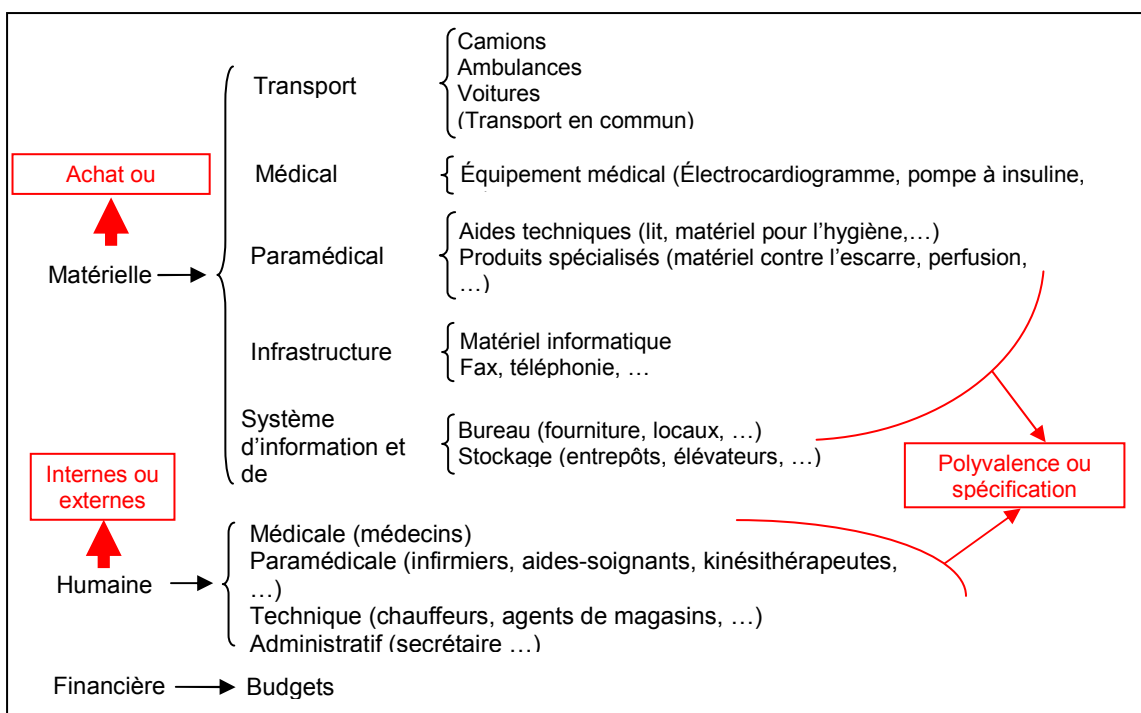 Camions
Ambulances
Voitures
(Transport en commun)
Transport
Achat ou
Médical
Équipement médical (Électrocardiogramme, pompe à insuline,
Aides techniques (lit, matériel pour l'hygiène,…)
Paramédical
Produits spécialisés (matériel contre l'escarre, perfusion,
…)
Matérielle
Matériel informatique
Infrastructure
Fax, téléphonie, …
Système
d'information et
de
Bureau (fourniture, locaux, …)
Stockage (entrepôts, élévateurs, …)
Internes ou
externes
Polyvalence ou
spécification
Médicale (médecins)
Paramédicale (infirmiers, aides-soignants, kinésithérapeutes,
…)
Humaine
Technique (chauffeurs, agents de magasins, …)
Administratif (secrétaire …)
Financière
Budgets